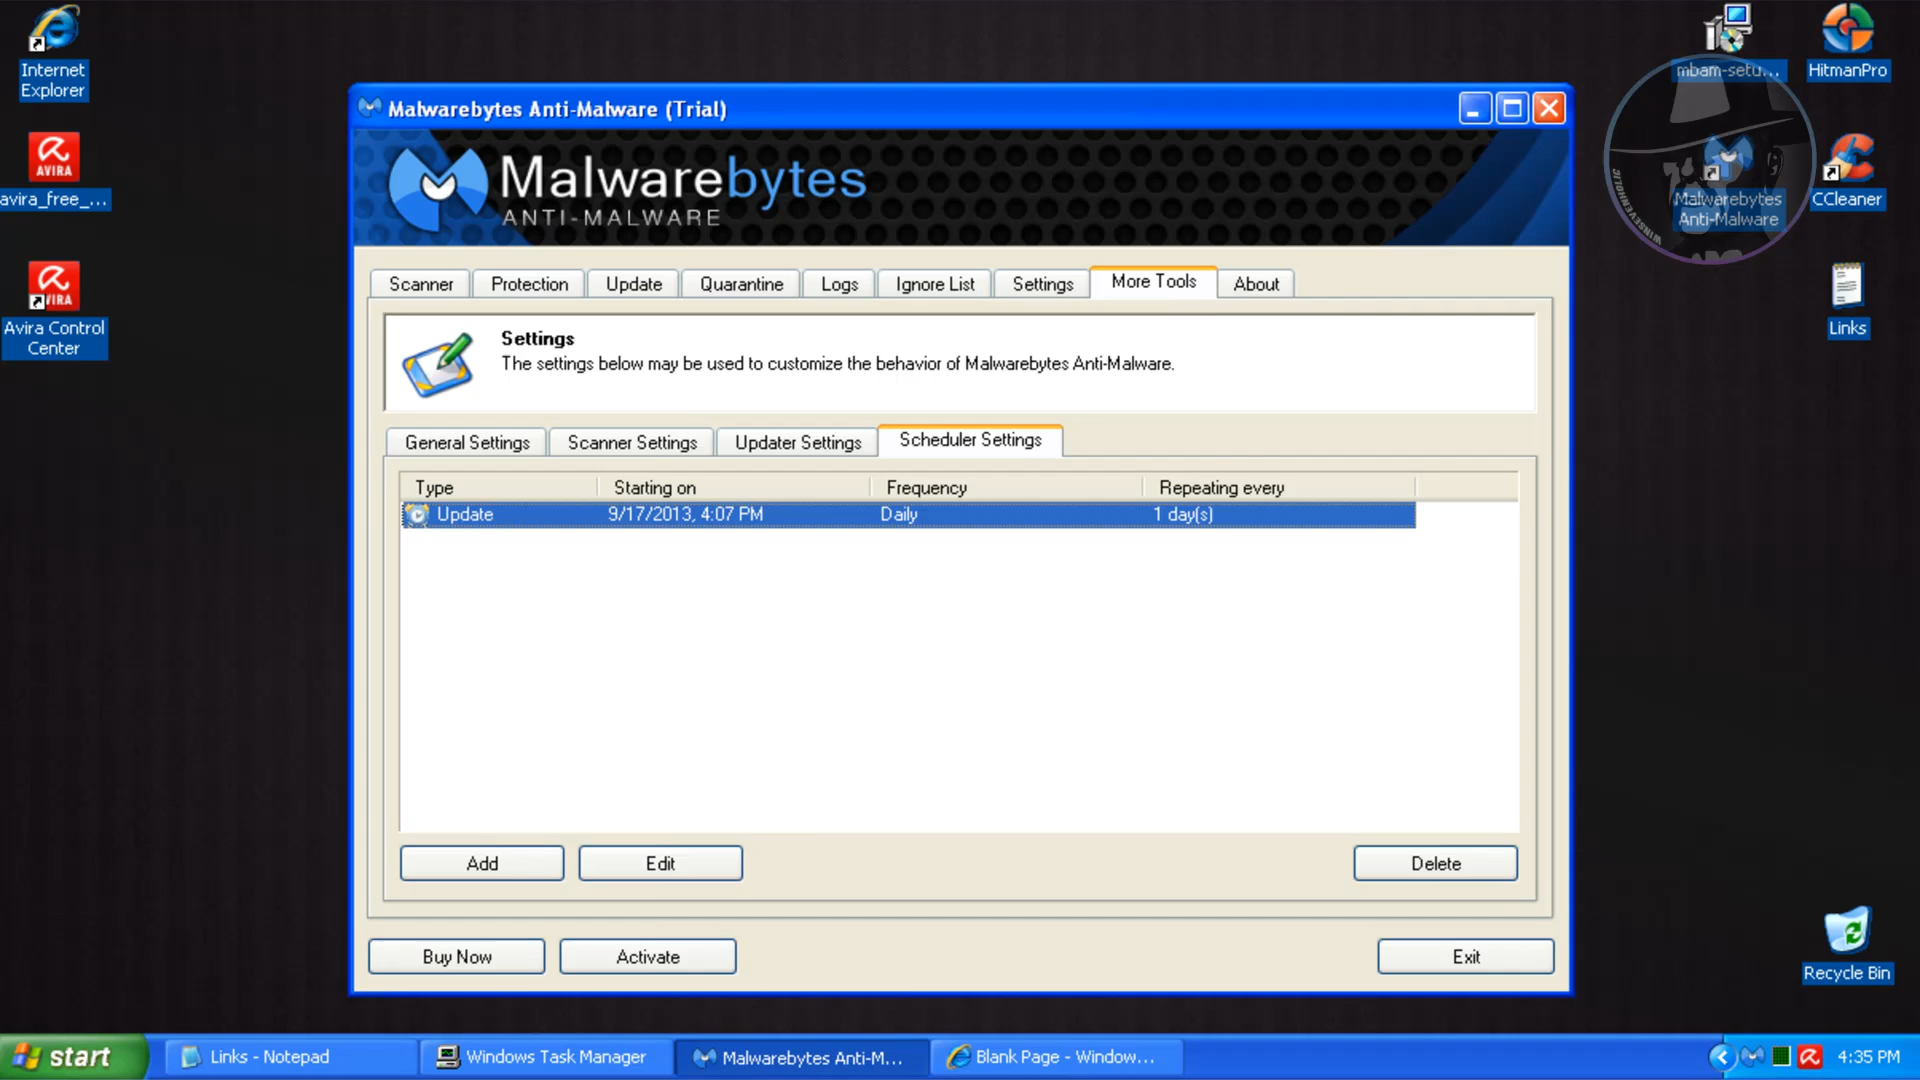 Internet
Explorer
AVIRA
avira_free_...
VIRA
Avira Control
Center
mbam-setu...
HitmanPro
WINSEVENHOLIC
Malwarebytes
Anti-Malware
CCleaner
Links
Recycle Bin
Malwarebytes Anti-Malware (Trial)
Malwarebytes
ANTI-MALWARE
Scanner
Protection
Update
Quarantine
Logs
Ignore List
Settings
More Tools
About
Settings
The settings below may be used to customize the behavior of Malwarebytes Anti-Malware.
General Settings
Scanner Settings
Updater Settings
Scheduler Settings
Type Starting on Frequency Repeating every
Update 9/17/2013, 4:07 PM Daily 1 day(s)
Add
Edit
Delete
Buy Now
Activate
Exit
start
Links - Notepad
Windows Task Manager
Malwarebytes Anti-M...
Blank Page - Window...
4:35 PM